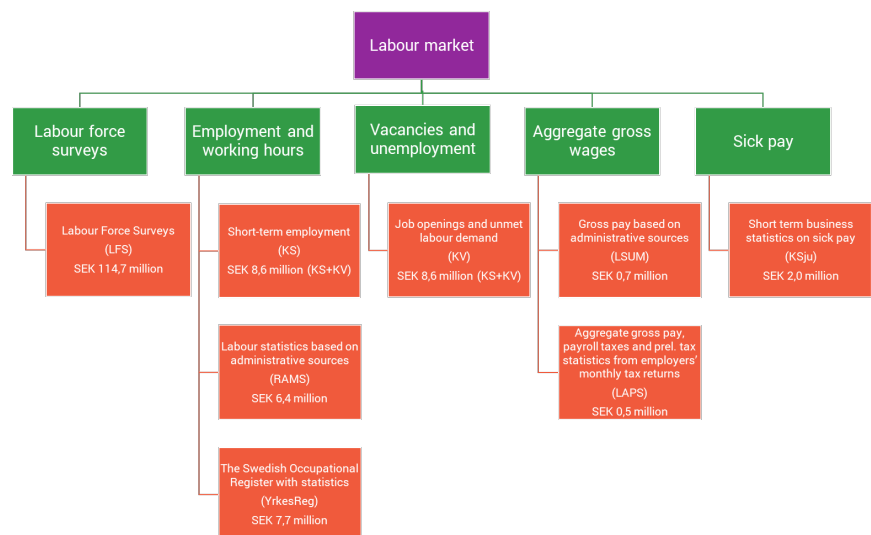 Labour market
Labour force
surveys
Employment and
working hours
Vacancies and
unemployment
Aggregate gross
wages
Sick pay
Labour Force Surveys
(LFS)
SEK 114,7 million
Short-term employment
(KS)
SEK 8,6 million (KS+KV)
Job openings and unmet
labour demand
(KV)
SEK 8,6 million (KS+KV)
Gross pay based on
administrative sources
(LSUM)
SEK 0,7 million
Short term business
statistics on sick pay
(KSju)
SEK 2,0 million
Labour statistics based on
administrative sources
(RAMS)
SEK 6,4 million
Aggregate gross pay,
payroll taxes and prel. tax
statistics from employers'
monthly tax returns
(LAPS)
SEK 0,5 million
The Swedish Occupational
Register with statistics
(YrkesReg)
SEK 7,7 million